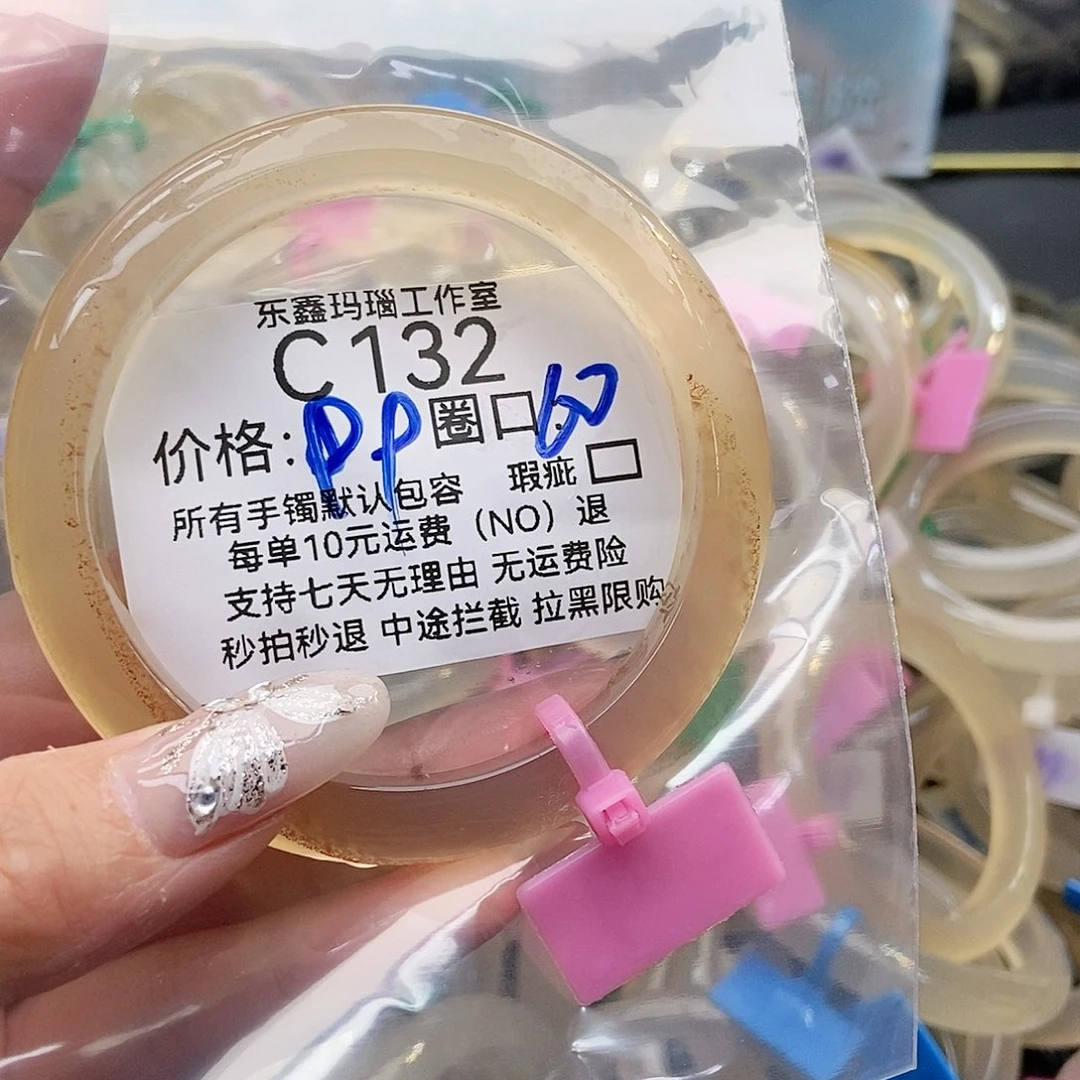 东鑫玛瑙工作室
C132
价格:PP 圈口:60
所有手镯默认包容 瑕疵
每单10元运费（NO）退
支持七天无理由 无运费险
秒拍秒退 中途拦截 拉黑限购